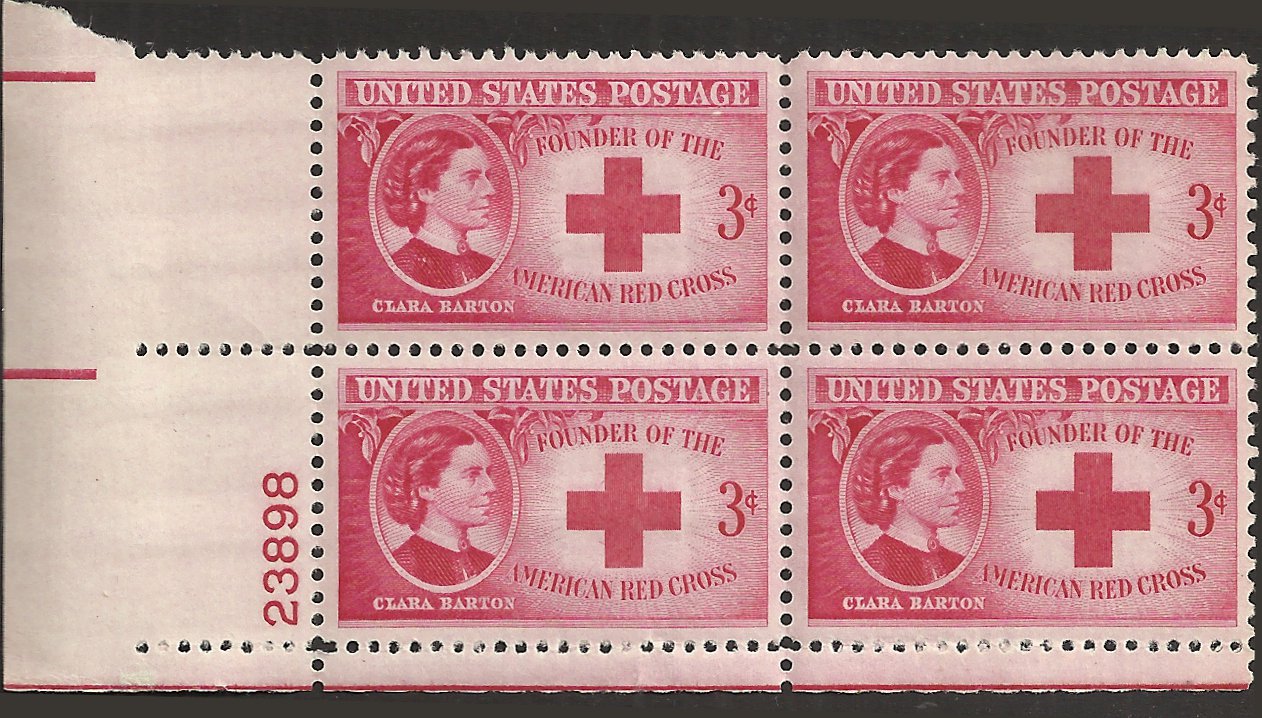 UNITED STATES POSTAGE
FOUNDER OF THE
3¢
AMERICAN RED CROSS
CLARA BARTON
UNITED STATES POSTAGE
FOUNDER OF THE
3¢
AMERICAN RED CROSS
CLARA BARTON
23898
UNITED STATES POSTAGE
FOUNDER OF THE
3¢
AMERICAN RED CROSS
CLARA BARTON
UNITED STATES POSTAGE
FOUNDER OF THE
3¢
AMERICAN RED CROSS
CLARA BARTON